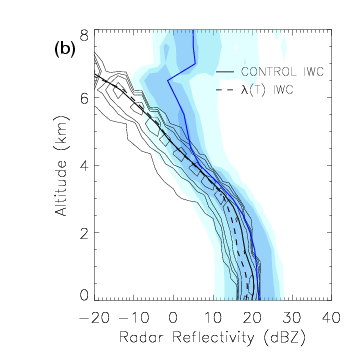 (b)
8
CONTROL IWC
λ(T) IWC
6
4
2
0
Altitude (km)
-20 -10 0 10 20 30 40
Radar Reflectivity (dBZ)